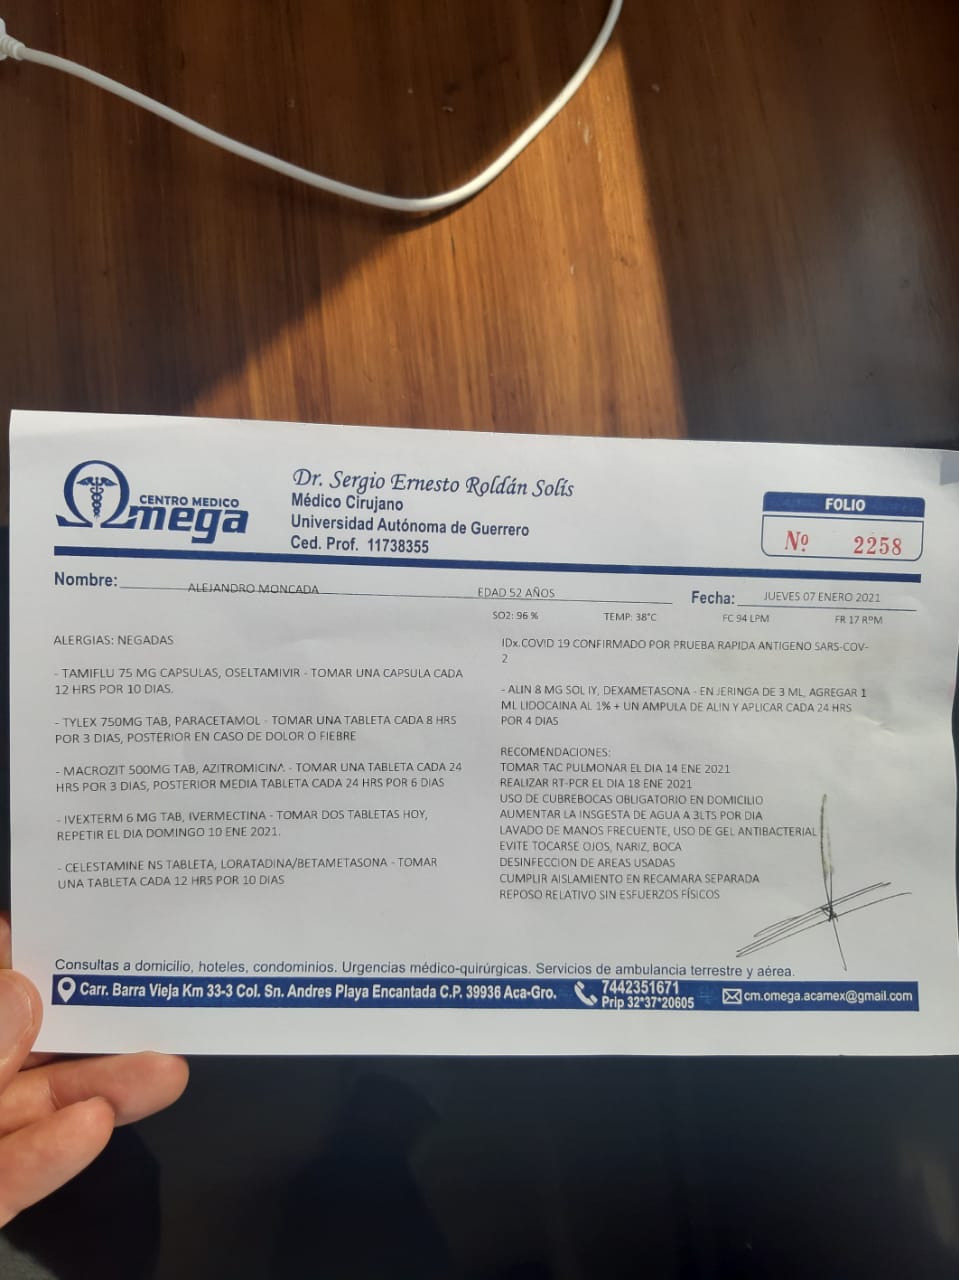 CENTRO MEDICO
Omega
Dr. Sergio Ernesto Roldán Solís
Médico Cirujano
Universidad Autónoma de Guerrero
Ced. Prof. 11738355
FOLIO
Nº 2258
Nombre: ALEJANDRO MONCADA EDAD 52 AÑOS Fecha: JUEVES 07 ENERO 2021
SO2: 96 % TEMP: 38°C FC 94 LPM FR 17 RPM
ALERGIAS: NEGADAS
- TAMIFLU 75 MG CAPSULAS, OSELTAMIVIR - TOMAR UNA CAPSULA CADA
12 HRS POR 10 DIAS.
- TYLEX 750MG TAB, PARACETAMOL - TOMAR UNA TABLETA CADA 8 HRS
POR 3 DIAS, POSTERIOR EN CASO DE DOLOR O FIEBRE
- MACROZIT 500MG TAB, AZITROMICINA - TOMAR UNA TABLETA CADA 24
HRS POR 3 DIAS, POSTERIOR MEDIA TABLETA CADA 24 HRS POR 6 DIAS
- IVEXTERM 6 MG TAB, IVERMECTINA - TOMAR DOS TABLETAS HOY,
REPETIR EL DIA DOMINGO 10 ENE 2021.
- CELESTAMINE NS TABLETA, LORATADINA/BETAMETASONA - TOMAR
UNA TABLETA CADA 12 HRS POR 10 DIAS
IDx.COVID 19 CONFIRMADO POR PRUEBA RAPIDA ANTIGENO SARS-COV-
2
- ALIN 8 MG SOL IY, DEXAMETASONA - EN JERINGA DE 3 ML, AGREGAR 1
ML LIDOCAINA AL 1% + UN AMPULA DE ALIN Y APLICAR CADA 24 HRS
POR 4 DIAS
RECOMENDACIONES:
TOMAR TAC PULMONAR EL DIA 14 ENE 2021
REALIZAR RT-PCR EL DIA 18 ENE 2021
USO DE CUBREBOCAS OBLIGATORIO EN DOMICILIO
AUMENTAR LA INSGESTA DE AGUA A 3LTS POR DIA
LAVADO DE MANOS FRECUENTE, USO DE GEL ANTIBACTERIAL
EVITE TOCARSE OJOS, NARIZ, BOCA
DESINFECCION DE AREAS USADAS
CUMPLIR AISLAMIENTO EN RECAMARA SEPARADA
REPOSO RELATIVO SIN ESFUERZOS FÍSICOS
Consultas a domicilio, hoteles, condominios. Urgencias médico-quirúrgicas. Servicios de ambulancia terrestre y aérea.
Carr. Barra Vieja Km 33-3 Col. Sn. Andres Playa Encantada C.P. 39936 Aca-Gro.
7442351671
Prip 32*37*20605
cm.omega.acamex@gmail.com